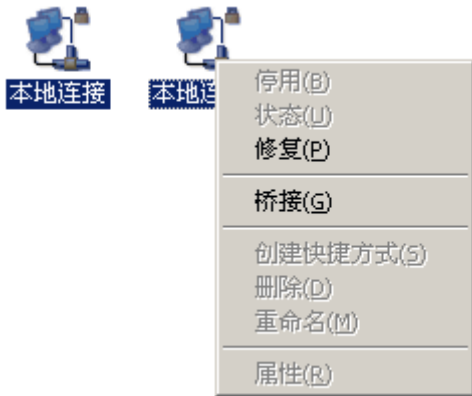 本地连接
本地连
停用(B)
状态(U)
修复(P)
桥接(G)
创建快捷方式(S)
删除(D)
重命名(M)
属性(R)